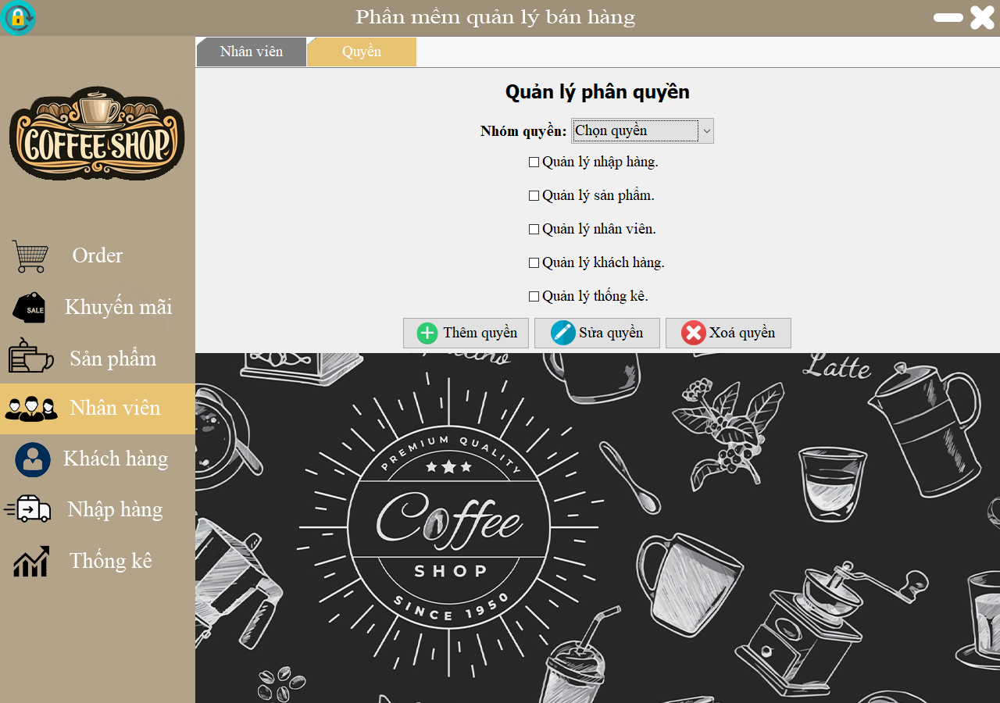 Phần mềm quản lý bán hàng
Nhân viên
Quyền
COFFEE SHOP
Quản lý phân quyền
Nhóm quyền: Chọn quyền
Quản lý nhập hàng.
Quản lý sản phẩm.
Quản lý nhân viên.
Quản lý khách hàng.
Quản lý thống kê.
Thêm quyền
Sửa quyền
Xoá quyền
Order
SALE
Khuyến mãi
Sản phẩm
Nhân viên
Khách hàng
Nhập hàng
Thống kê
Latte
PREMIUM QUALITY
Coffee
SHOP
SINCE 1950